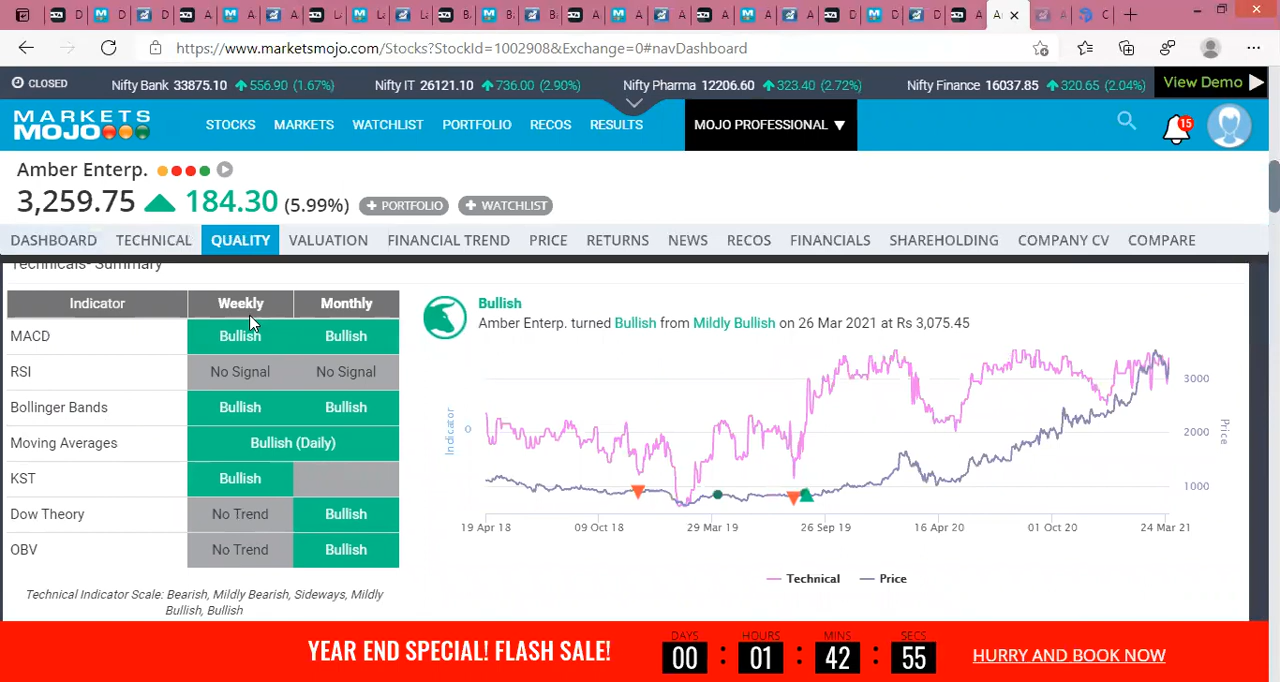 D
D
D
A
A
A
L
L
L
B
B
B
A
A
A
A
A
A
D
D
D
A
A
A
C
https://www.marketsmojo.com/Stocks?StockId=1002908&Exchange=0#navDashboard
CLOSED Nifty Bank 33875.10 556.90 (1.67%) Nifty IT 26121.10 736.00 (2.90%) Nifty Pharma 12206.60 323.40 (2.72%) Nifty Finance 16037.85 320.65 (2.04%) View Demo
MARKETS MOJO
STOCKS MARKETS WATCHLIST PORTFOLIO RECOS RESULTS MOJO PROFESSIONAL 15
Amber Enterp.
3,259.75 184.30 (5.99%) + PORTFOLIO + WATCHLIST
DASHBOARD TECHNICAL QUALITY VALUATION FINANCIAL TREND PRICE RETURNS NEWS RECOS FINANCIALS SHAREHOLDING COMPANY CV COMPARE
Technicals- Summary
Indicator Weekly Monthly
MACD Bullish Bullish
RSI No Signal No Signal
Bollinger Bands Bullish Bullish
Moving Averages Bullish (Daily)
KST Bullish
Dow Theory No Trend Bullish
OBV No Trend Bullish
Technical Indicator Scale: Bearish, Mildly Bearish, Sideways, Mildly
Bullish, Bullish
Bullish
Amber Enterp. turned Bullish from Mildly Bullish on 26 Mar 2021 at Rs 3,075.45
Indicator
0
3000
2000
1000
Price
19 Apr 18 09 Oct 18 29 Mar 19 26 Sep 19 16 Apr 20 01 Oct 20 24 Mar 21
Technical Price
YEAR END SPECIAL! FLASH SALE!
DAYS HOURS MINS SECS
00 : 01 : 42 : 55
HURRY AND BOOK NOW